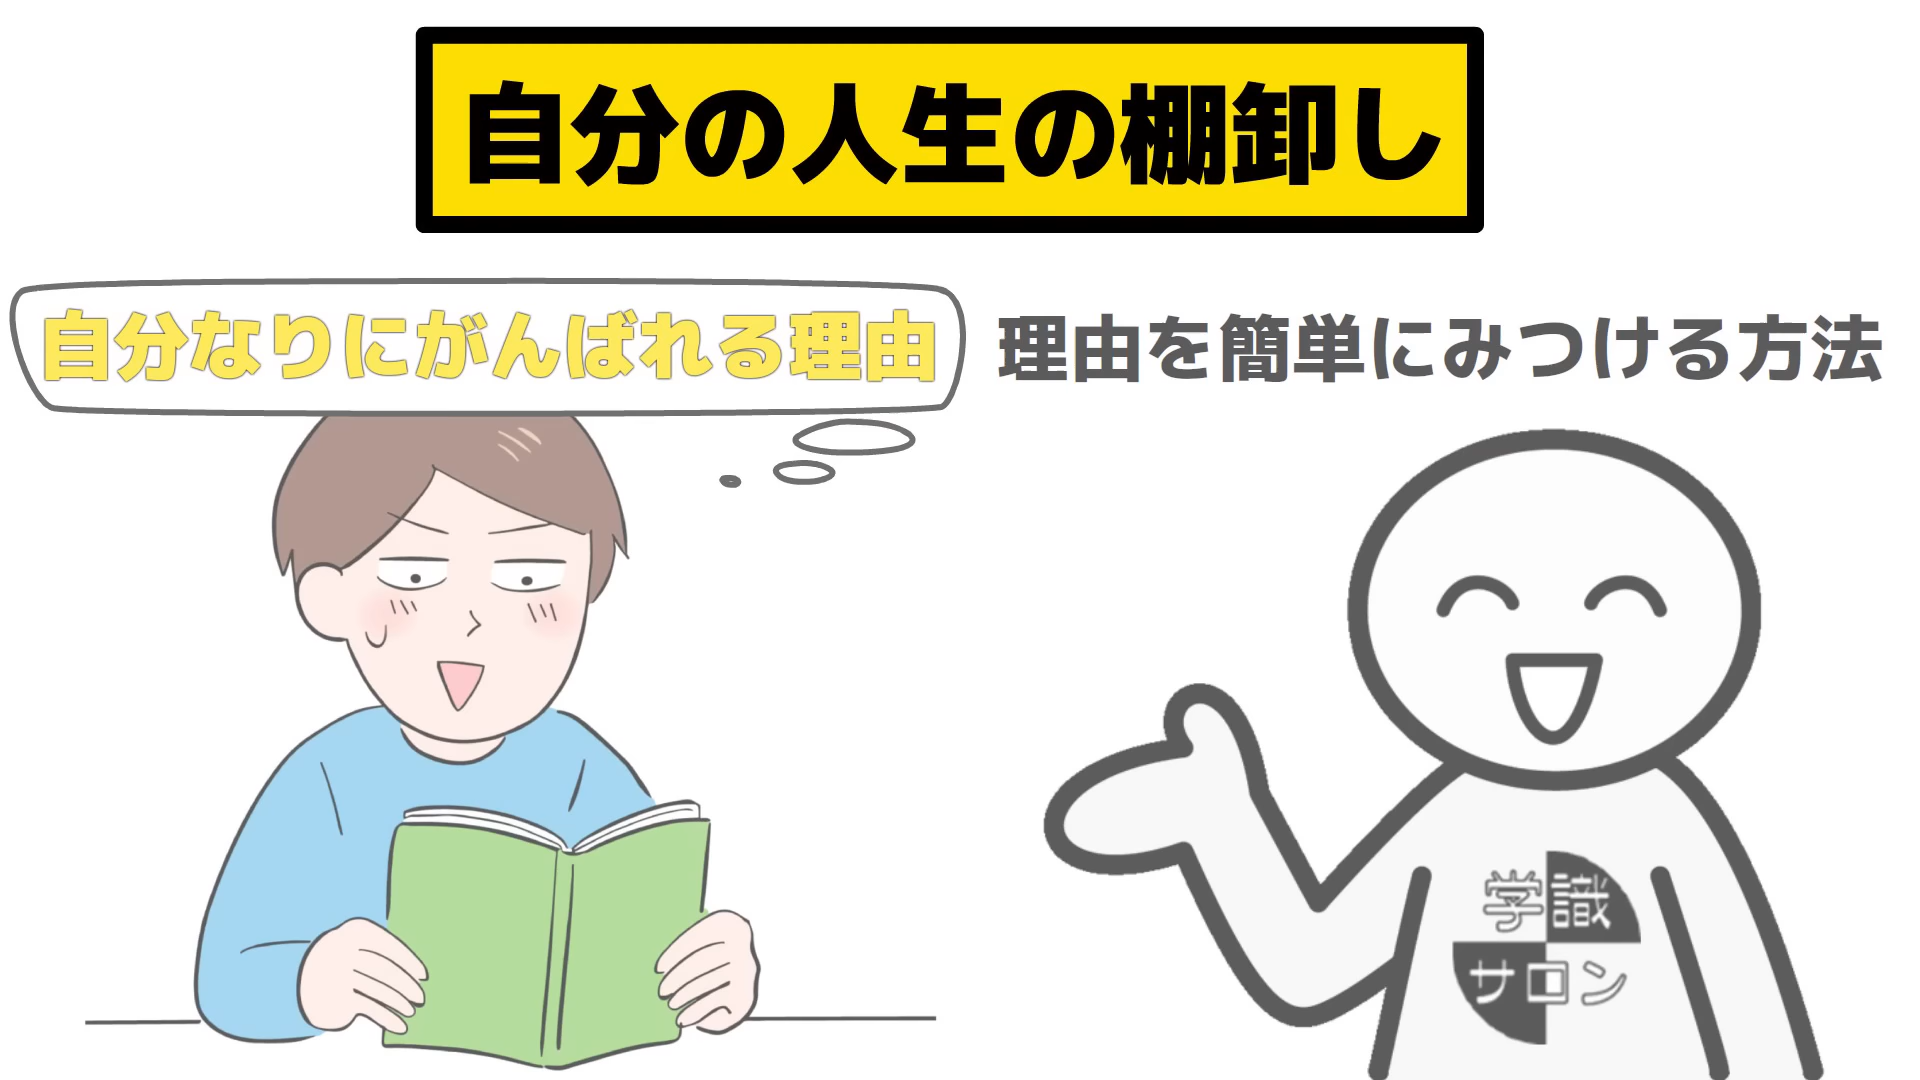 自分の人生の棚卸し
自分なりにがんばれる理由
理由を簡単にみつける方法
学識
サロン